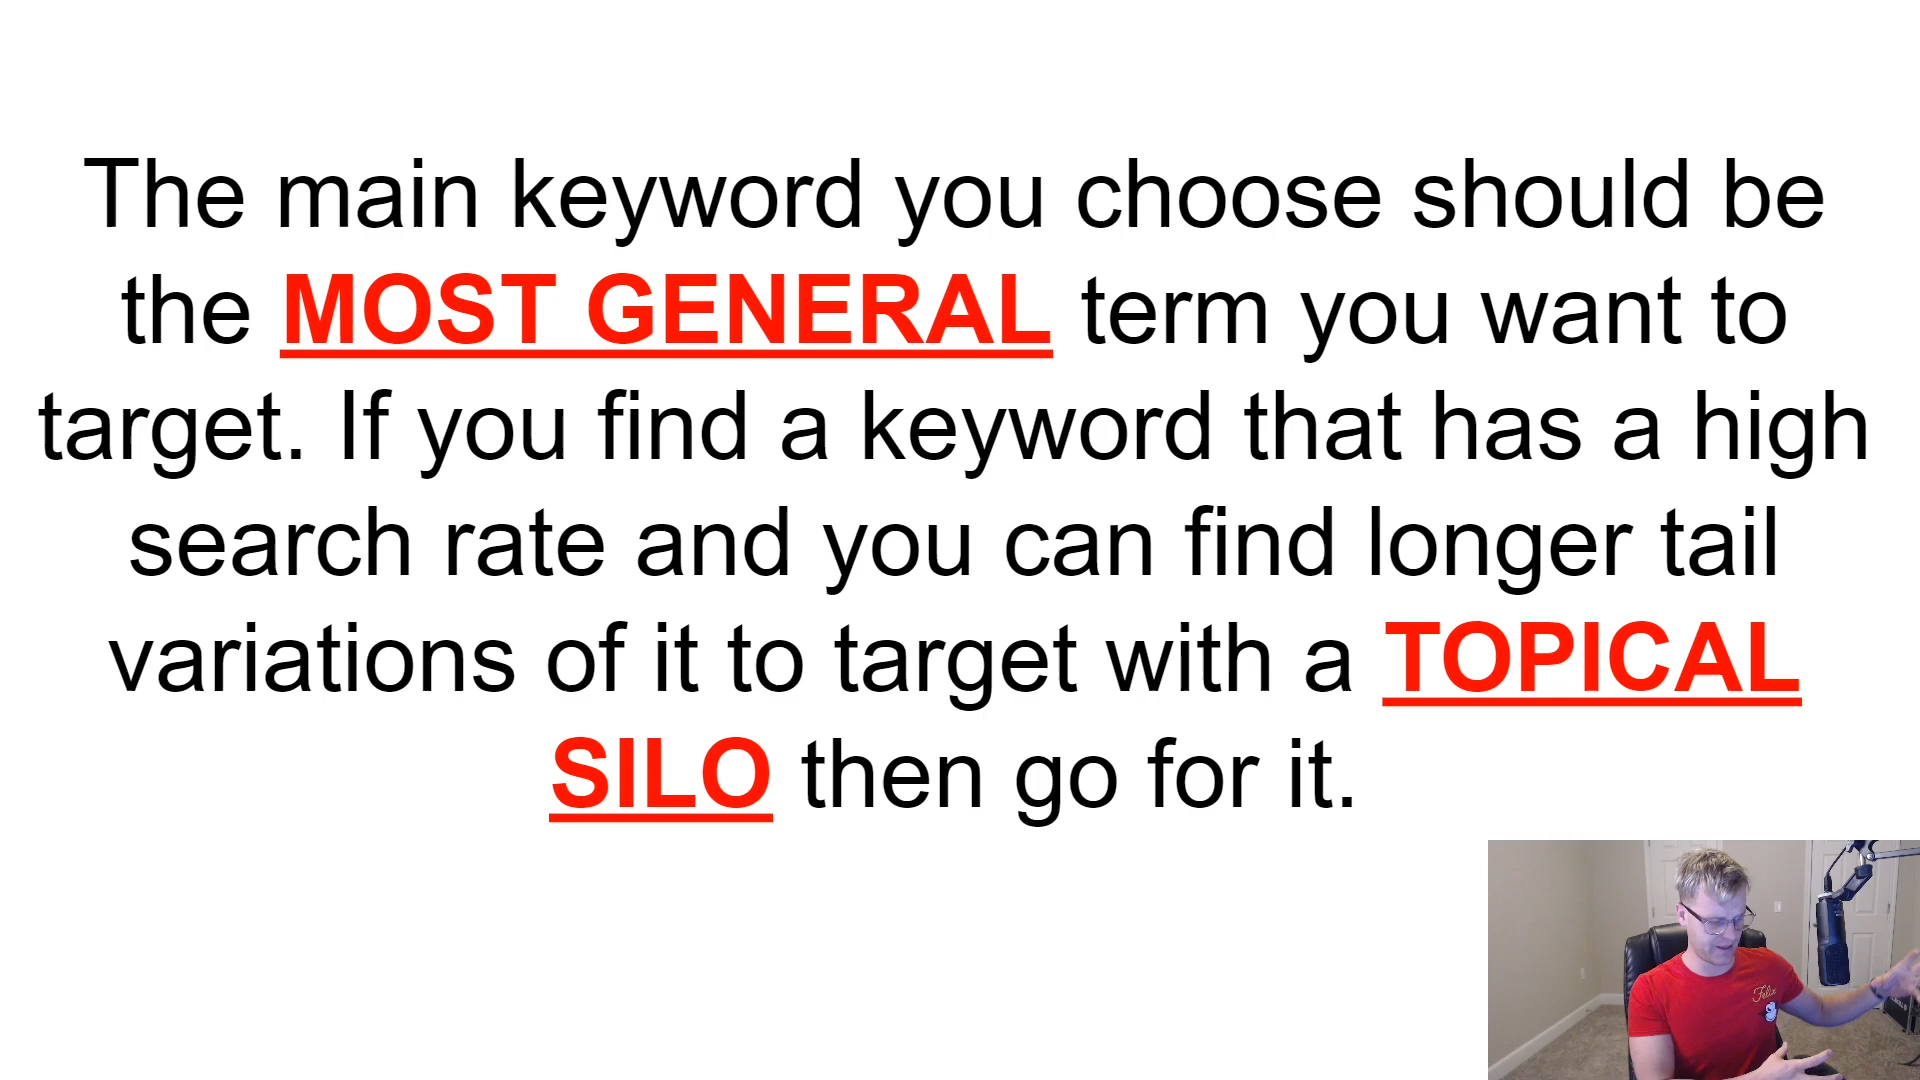 The main keyword you choose should be
the MOST GENERAL term you want to
target. If you find a keyword that has a high
search rate and you can find longer tail
variations of it to target with a TOPICAL
SILO then go for it.
Felix